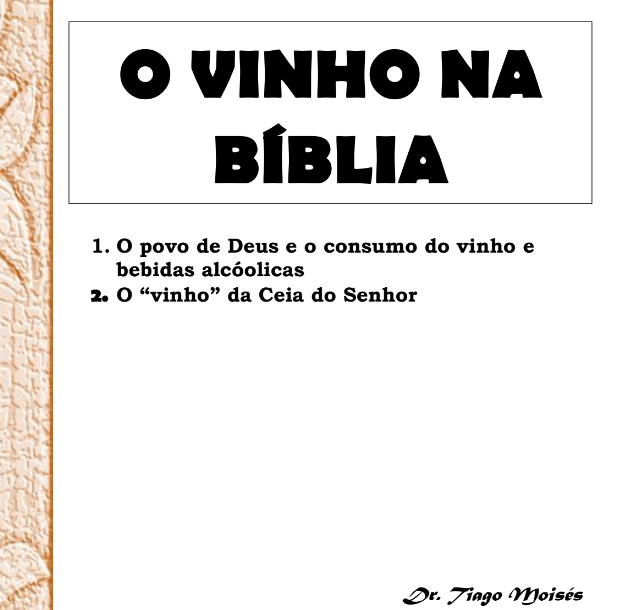 O VINHO NA
BÍBLIA
1. O povo de Deus e o consumo do vinho e
bebidas alcóolicas
2. O “vinho” da Ceia do Senhor
Dr. Tiago Moisés